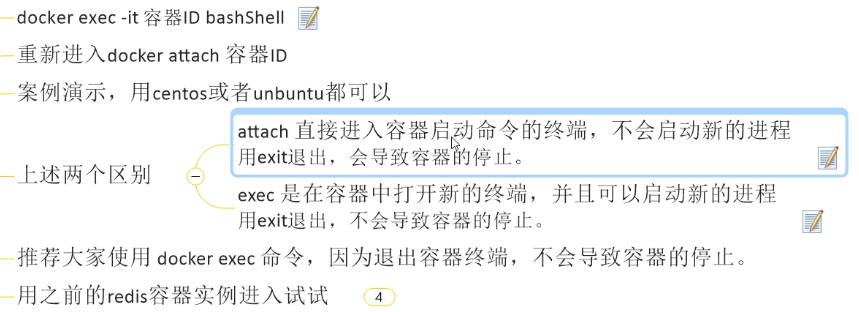 docker exec -it 容器ID bashShell
重新进入docker attach 容器ID
案例演示，用centos或者unbuntu都可以
上述两个区别
attach 直接进入容器启动命令的终端，不会启动新的进程
用exit退出，会导致容器的停止。
exec 是在容器中打开新的终端，并且可以启动新的进程
用exit退出，不会导致容器的停止。
推荐大家使用 docker exec 命令，因为退出容器终端，不会导致容器的停止。
用之前的redis容器实例进入试试
4